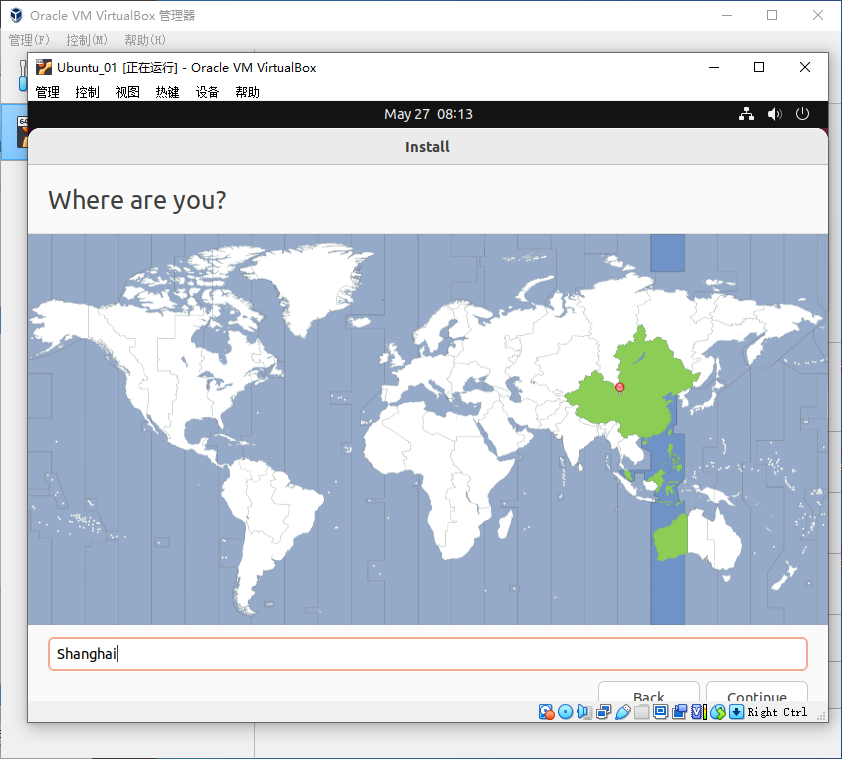 Oracle VM VirtualBox 管理器
管理(F) 控制(M) 帮助(H)
64
Ubuntu_01 [正在运行] - Oracle VM VirtualBox
管理 控制 视图 热键 设备 帮助
May 27 08:13
Install
Where are you?
Shanghai
Back Continue
Right Ctrl